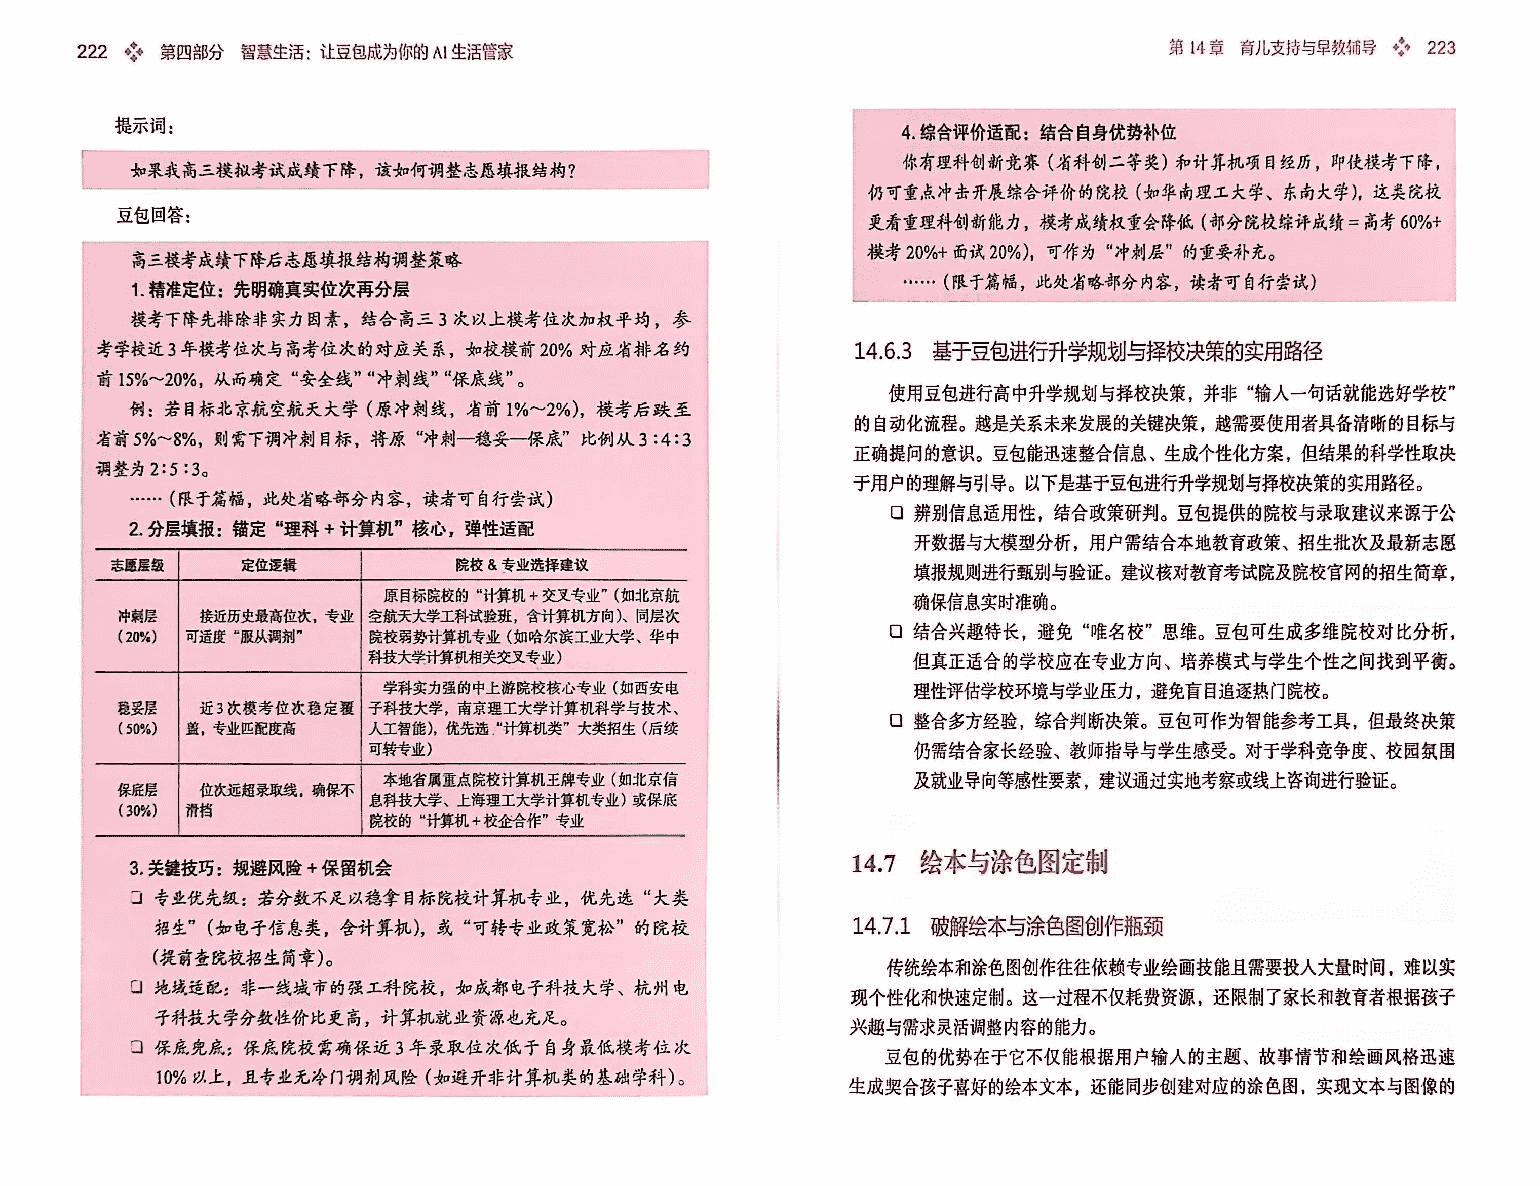 222 第四部分 智慧生活：让豆包成为你的 AI 生活管家
提示词：
如果我高三模拟考试成绩下降，该如何调整志愿填报结构？
豆包回答：
高三模考成绩下降后志愿填报结构调整策略
1. 精准定位：先明确真实位次再分层
模考下降先排除非实力因素，结合高三 3 次以上模考位次加权平均，参
考学校近 3 年模考位次与高考位次的对应关系，如校模前 20% 对应省排名约
前 15%～20%，从而确定“安全线”“冲刺线”“保底线”。
例：若目标北京航空航天大学（原冲刺线，省前 1%～2%），模考后跌至
省前 5%～8%，则需下调冲刺目标，将原“冲刺—稳妥—保底”比例从 3∶4∶3
调整为 2∶5∶3。
……（限于篇幅，此处省略部分内容，读者可自行尝试）
2. 分层填报：锚定“理科 + 计算机”核心，弹性适配
志愿层级 定位逻辑 院校 & 专业选择建议
冲刺层
（20%）
接近历史最高位次，专业
可适度“服从调剂”
原目标院校的“计算机 + 交叉专业”（如北京航
空航天大学工科试验班，含计算机方向）、同层次
院校弱势计算机专业（如哈尔滨工业大学、华中
科技大学计算机相关交叉专业）
稳妥层
（50%）
近 3 次模考位次稳定覆
盖，专业匹配度高
学科实力强的中上游院校核心专业（如西安电
子科技大学，南京理工大学计算机科学与技术、
人工智能），优先选“计算机类”大类招生（后续
可转专业）
保底层
（30%）
位次远超录取线，确保不
滑档
本地省属重点院校计算机王牌专业（如北京信
息科技大学、上海理工大学计算机专业）或保底
院校的“计算机 + 校企合作”专业
3. 关键技巧：规避风险 + 保留机会
❏ 专业优先级：若分数不足以稳拿目标院校计算机专业，优先选“大类
招生”（如电子信息类，含计算机），或“可转专业政策宽松”的院校
（提前查院校招生简章）。
❏ 地域适配：非一线城市的强工科院校，如成都电子科技大学、杭州电
子科技大学分数性价比更高，计算机就业资源也充足。
❏ 保底兜底：保底院校需确保近 3 年录取位次低于自身最低模考位次
10% 以上，且专业无冷门调剂风险（如避开非计算机类的基础学科）。
第 14 章 育儿支持与早教辅导 223
4. 综合评价适配：结合自身优势补位
你有理科创新竞赛（省科创二等奖）和计算机项目经历，即使模考下降，
仍可重点冲击开展综合评价的院校（如华南理工大学、东南大学），这类院校
更看重理科创新能力，模考成绩权重会降低（部分院校综评成绩 = 高考 60%+
模考 20%+ 面试 20%），可作为“冲刺层”的重要补充。
……（限于篇幅，此处省略部分内容，读者可自行尝试）
14.6.3 基于豆包进行升学规划与择校决策的实用路径
使用豆包进行高中升学规划与择校决策，并非“输入一句话就能选好学校”
的自动化流程。越是关系未来发展的关键决策，越需要使用者具备清晰的目标与
正确提问的意识。豆包能迅速整合信息、生成个性化方案，但结果的科学性取决
于用户的理解与引导。以下是基于豆包进行升学规划与择校决策的实用路径。
❏ 辨别信息适用性，结合政策研判。豆包提供的院校与录取建议来源于公
开数据与大模型分析，用户需结合本地教育政策、招生批次及最新志愿
填报规则进行甄别与验证。建议核对教育考试院及院校官网的招生简章，
确保信息实时准确。
❏ 结合兴趣特长，避免“唯名校”思维。豆包可生成多维院校对比分析，
但真正适合的学校应在专业方向、培养模式与学生个性之间找到平衡。
理性评估学校环境与学业压力，避免盲目追逐热门院校。
❏ 整合多方经验，综合判断决策。豆包可作为智能参考工具，但最终决策
仍需结合家长经验、教师指导与学生感受。对于学科竞争度、校园氛围
及就业导向等感性要素，建议通过实地考察或线上咨询进行验证。
14.7 绘本与涂色图定制
14.7.1 破解绘本与涂色图创作瓶颈
传统绘本和涂色图创作往往依赖专业绘画技能且需要投入大量时间，难以实
现个性化和快速定制。这一过程不仅耗费资源，还限制了家长和教育者根据孩子
兴趣与需求灵活调整内容的能力。
豆包的优势在于它不仅能根据用户输入的主题、故事情节和绘画风格迅速
生成契合孩子喜好的绘本文本，还能同步创建对应的涂色图，实现文本与图像的